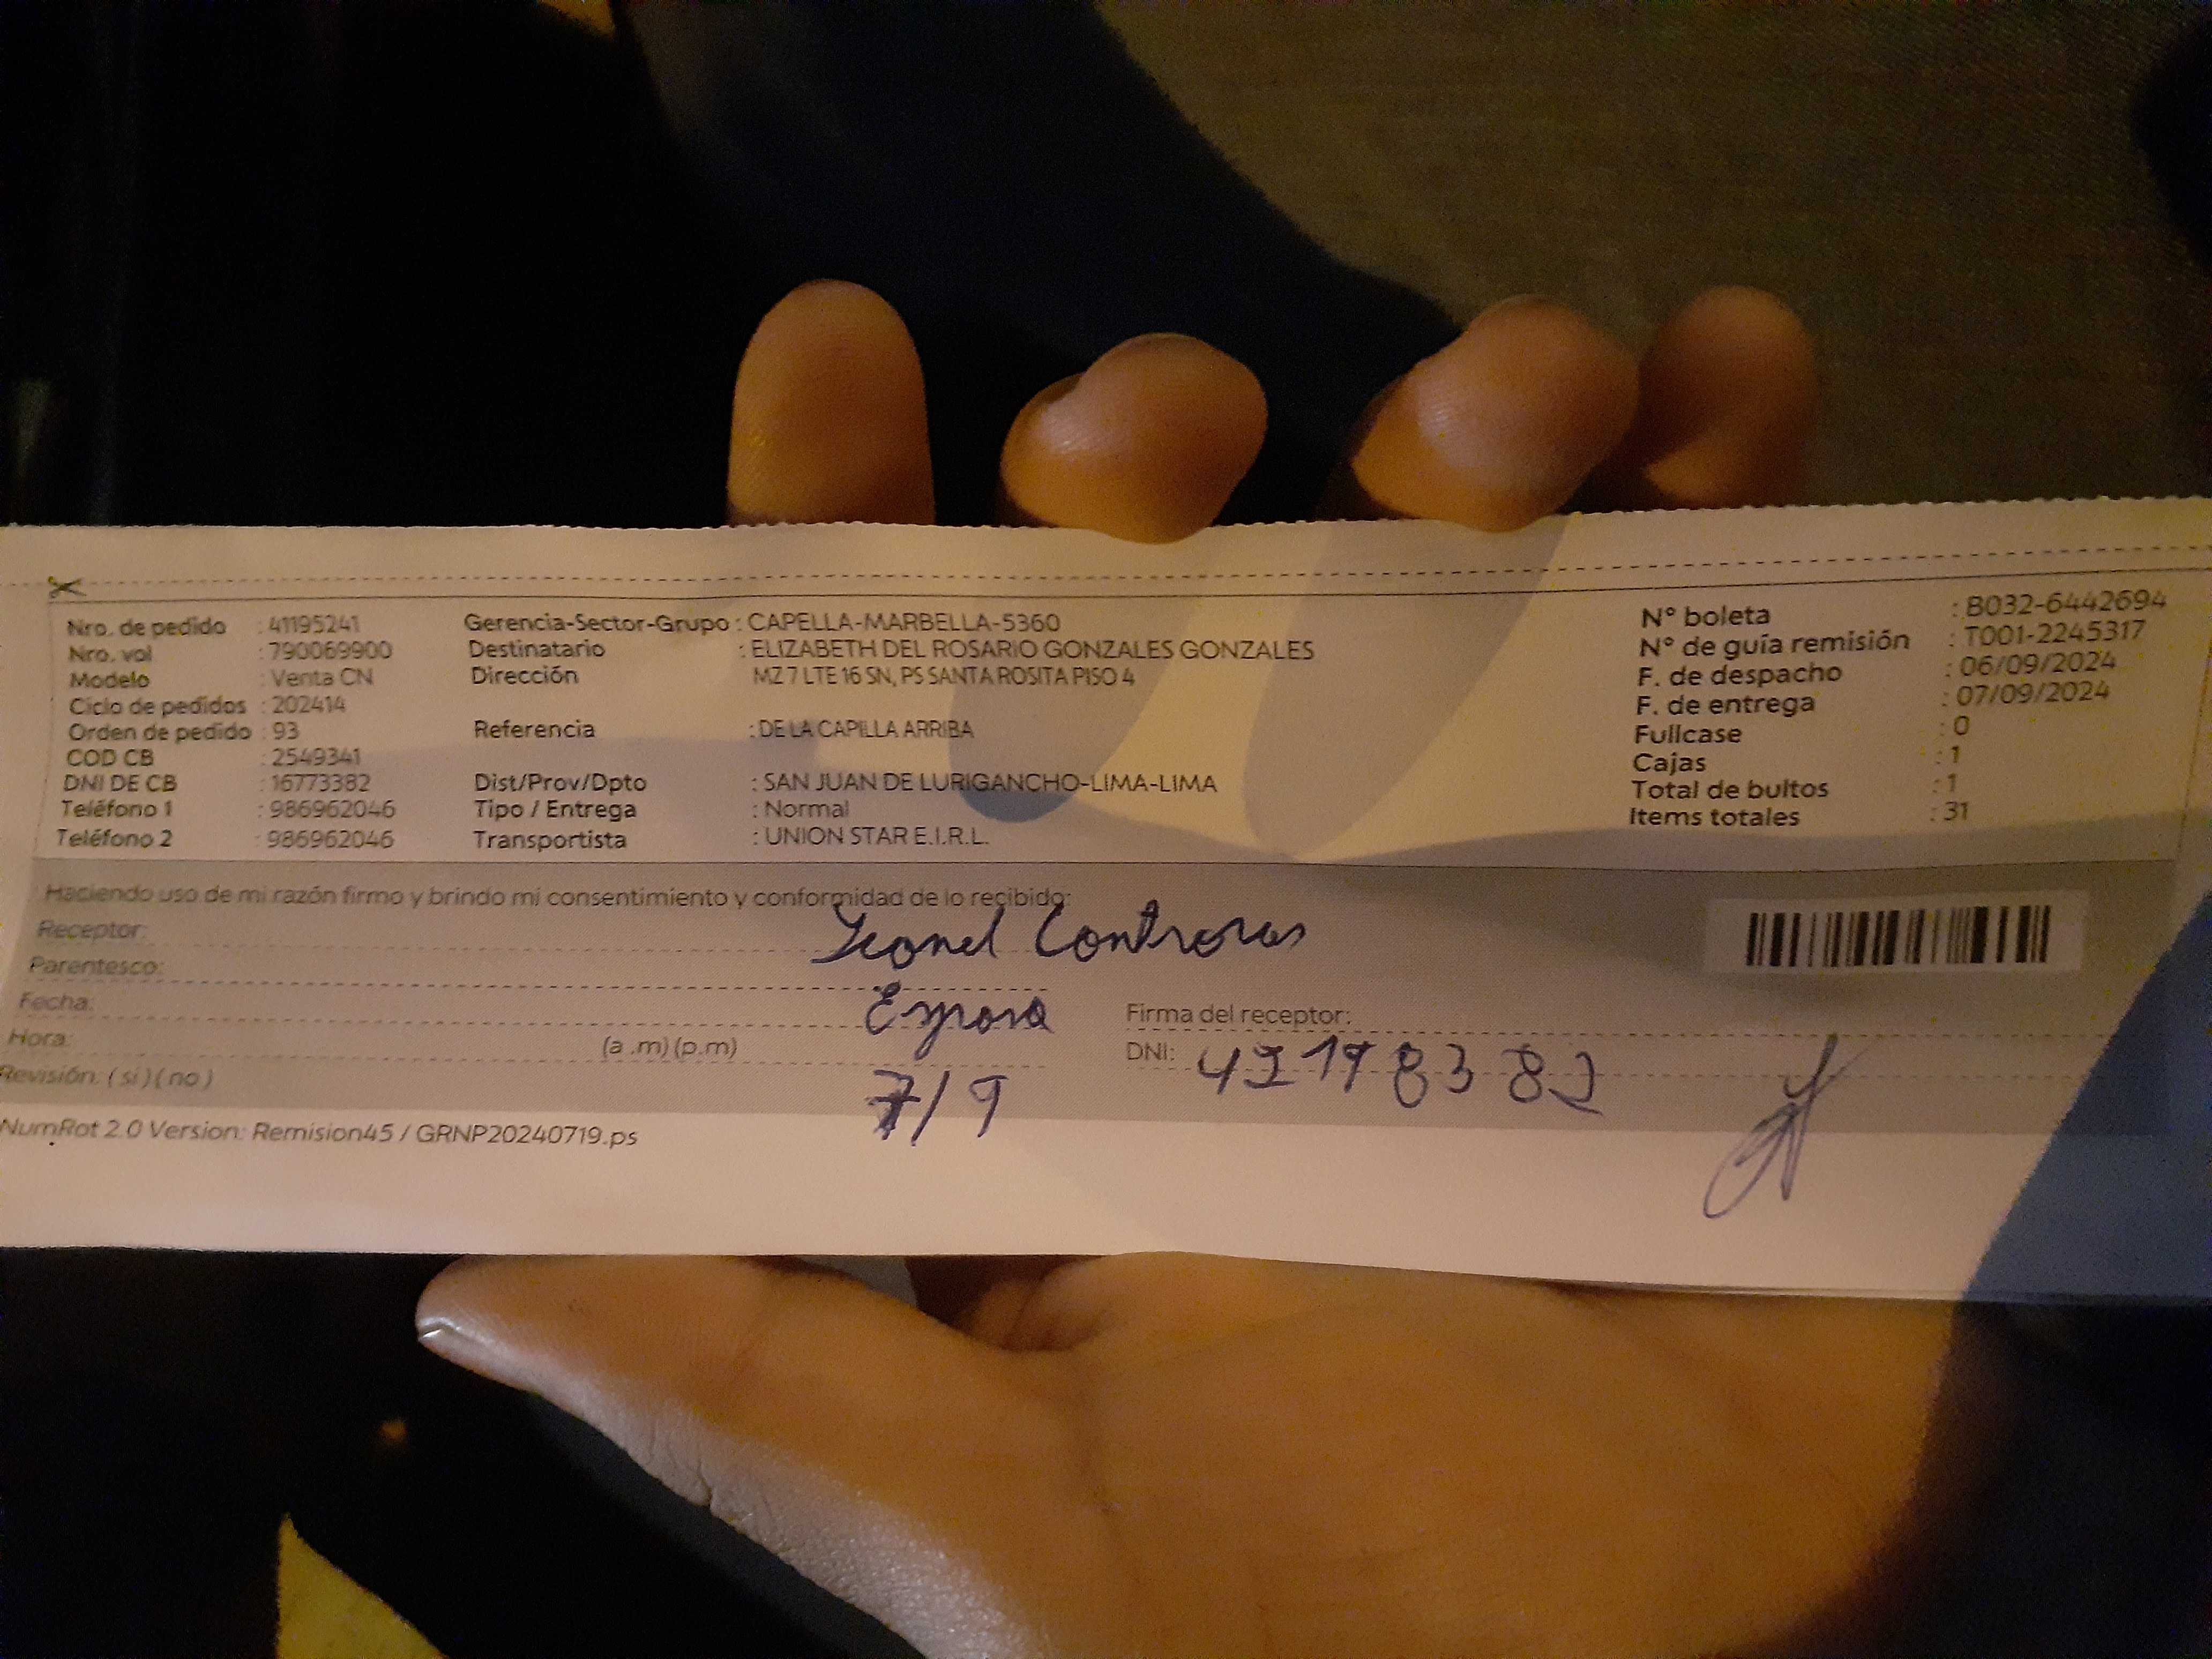 Nro. de pedido : 41195241
Nro. vol : 790069900
Modelo : Venta CN
Ciclo de pedidos : 202414
Orden de pedido : 93
COD CB : 2549341
DNI DE CB : 16773382
Teléfono 1 : 986962046
Teléfono 2 : 986962046
Gerencia-Sector-Grupo : CAPELLA-MARBELLA-5360
Destinatario : ELIZABETH DEL ROSARIO GONZALES GONZALES
Dirección MZ 7 LTE 16 SN, PS SANTA ROSITA PISO 4
Referencia : DE LA CAPILLA ARRIBA
Dist/Prov/Dpto : SAN JUAN DE LURIGANCHO-LIMA-LIMA
Tipo / Entrega : Normal
Transportista : UNION STAR E.I.R.L.
N° boleta : B032-6442694
N° de guía remisión : T001-2245317
F. de despacho : 06/09/2024
F. de entrega : 07/09/2024
Fullcase : 0
Cajas : 1
Total de bultos : 1
Items totales : 31
Haciendo uso de mi razón firmo y brindo mi consentimiento y conformidad de lo recibido:
Receptor: Leonel Contreras
Parentesco: Esposo
Fecha: 7/9
Hora: (a .m) (p.m)
Revisión: ( si ) ( no )
Firma del receptor:
DNI:
NumRot 2.0 Version: Remision45 / GRNP20240719.ps